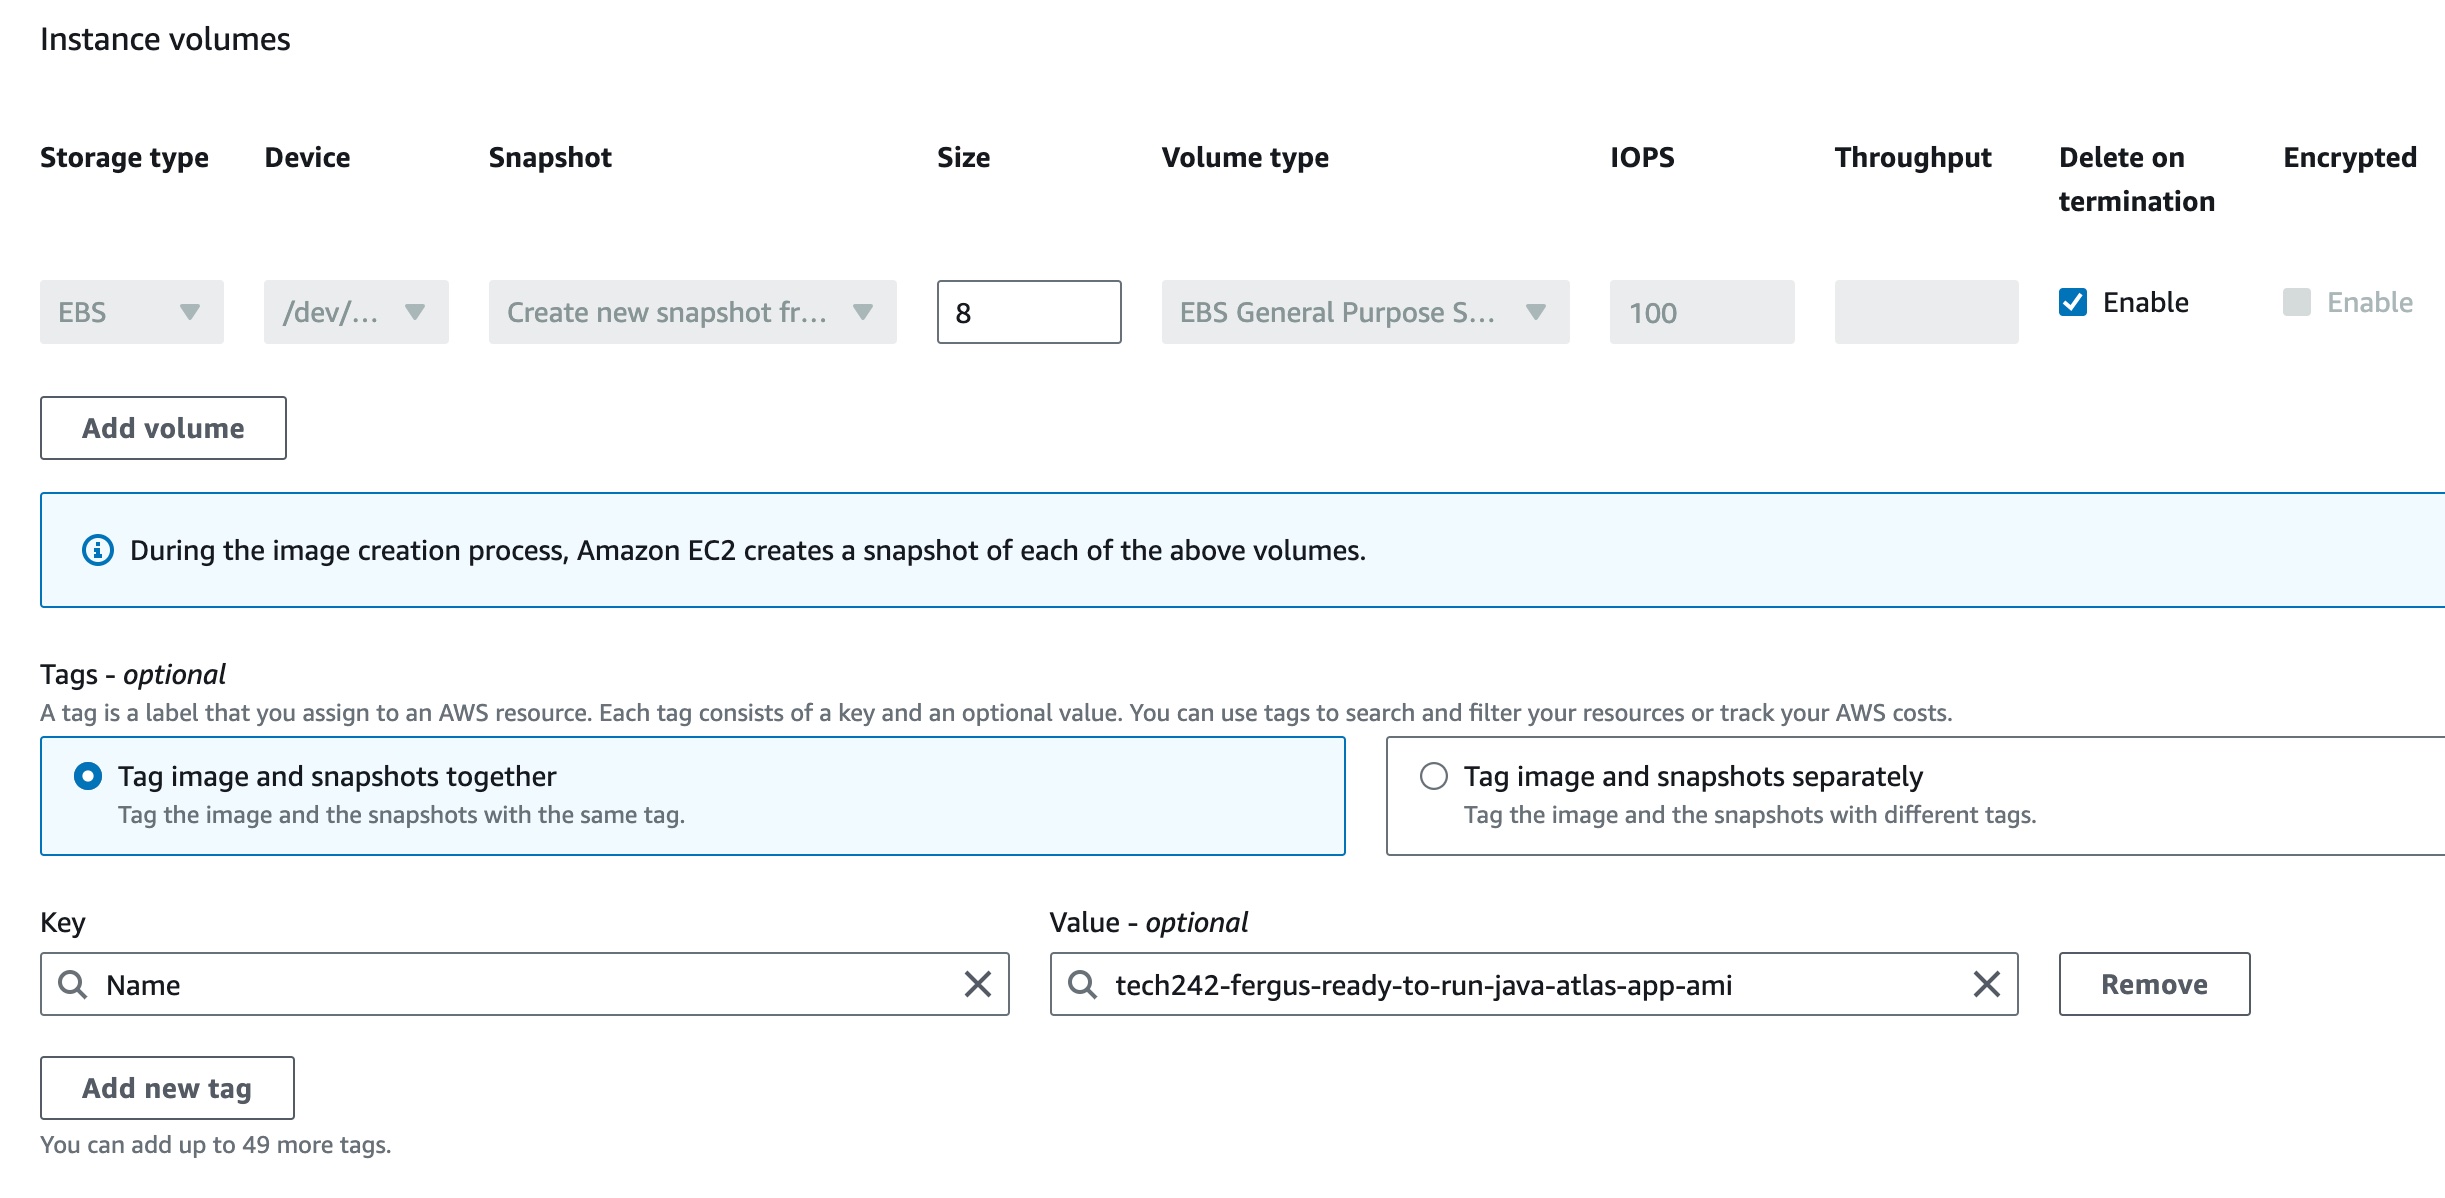 Instance volumes
Storage type Device Snapshot Size Volume type IOPS Throughput Delete on termination Encrypted
EBS /dev/... Create new snapshot fr... 8 EBS General Purpose S... 100 Enable Enable
Add volume
During the image creation process, Amazon EC2 creates a snapshot of each of the above volumes.
Tags - optional
A tag is a label that you assign to an AWS resource. Each tag consists of a key and an optional value. You can use tags to search and filter your resources or track your AWS costs.
Tag image and snapshots together
Tag the image and the snapshots with the same tag.
Tag image and snapshots separately
Tag the image and the snapshots with different tags.
Key
Value - optional
Name
tech242-fergus-ready-to-run-java-atlas-app-ami
Remove
Add new tag
You can add up to 49 more tags.